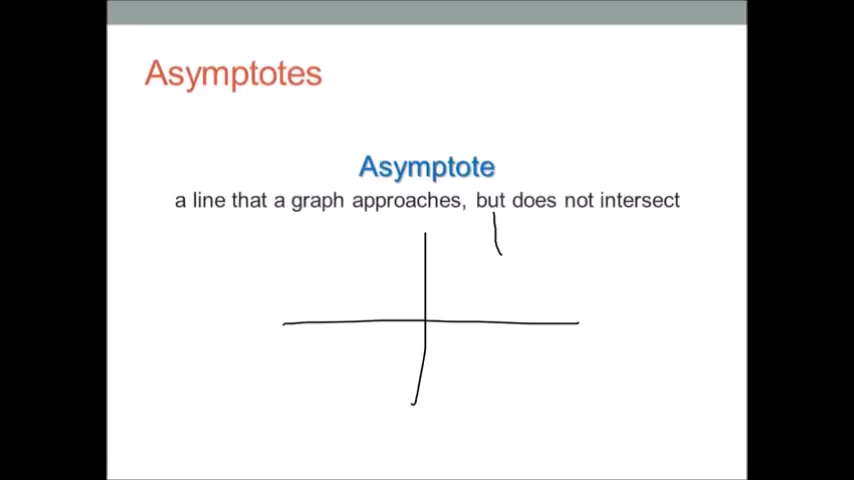 Asymptotes
Asymptote
a line that a graph approaches, but does not intersect